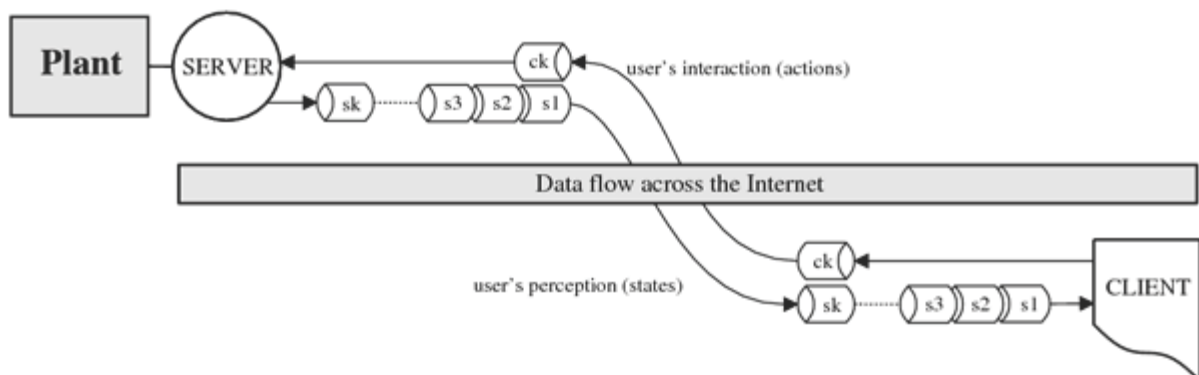 Plant
SERVER
ck
user's interaction (actions)
sk
s3
s2
s1
Data flow across the Internet
ck
user's perception (states)
sk
s3
s2
s1
CLIENT